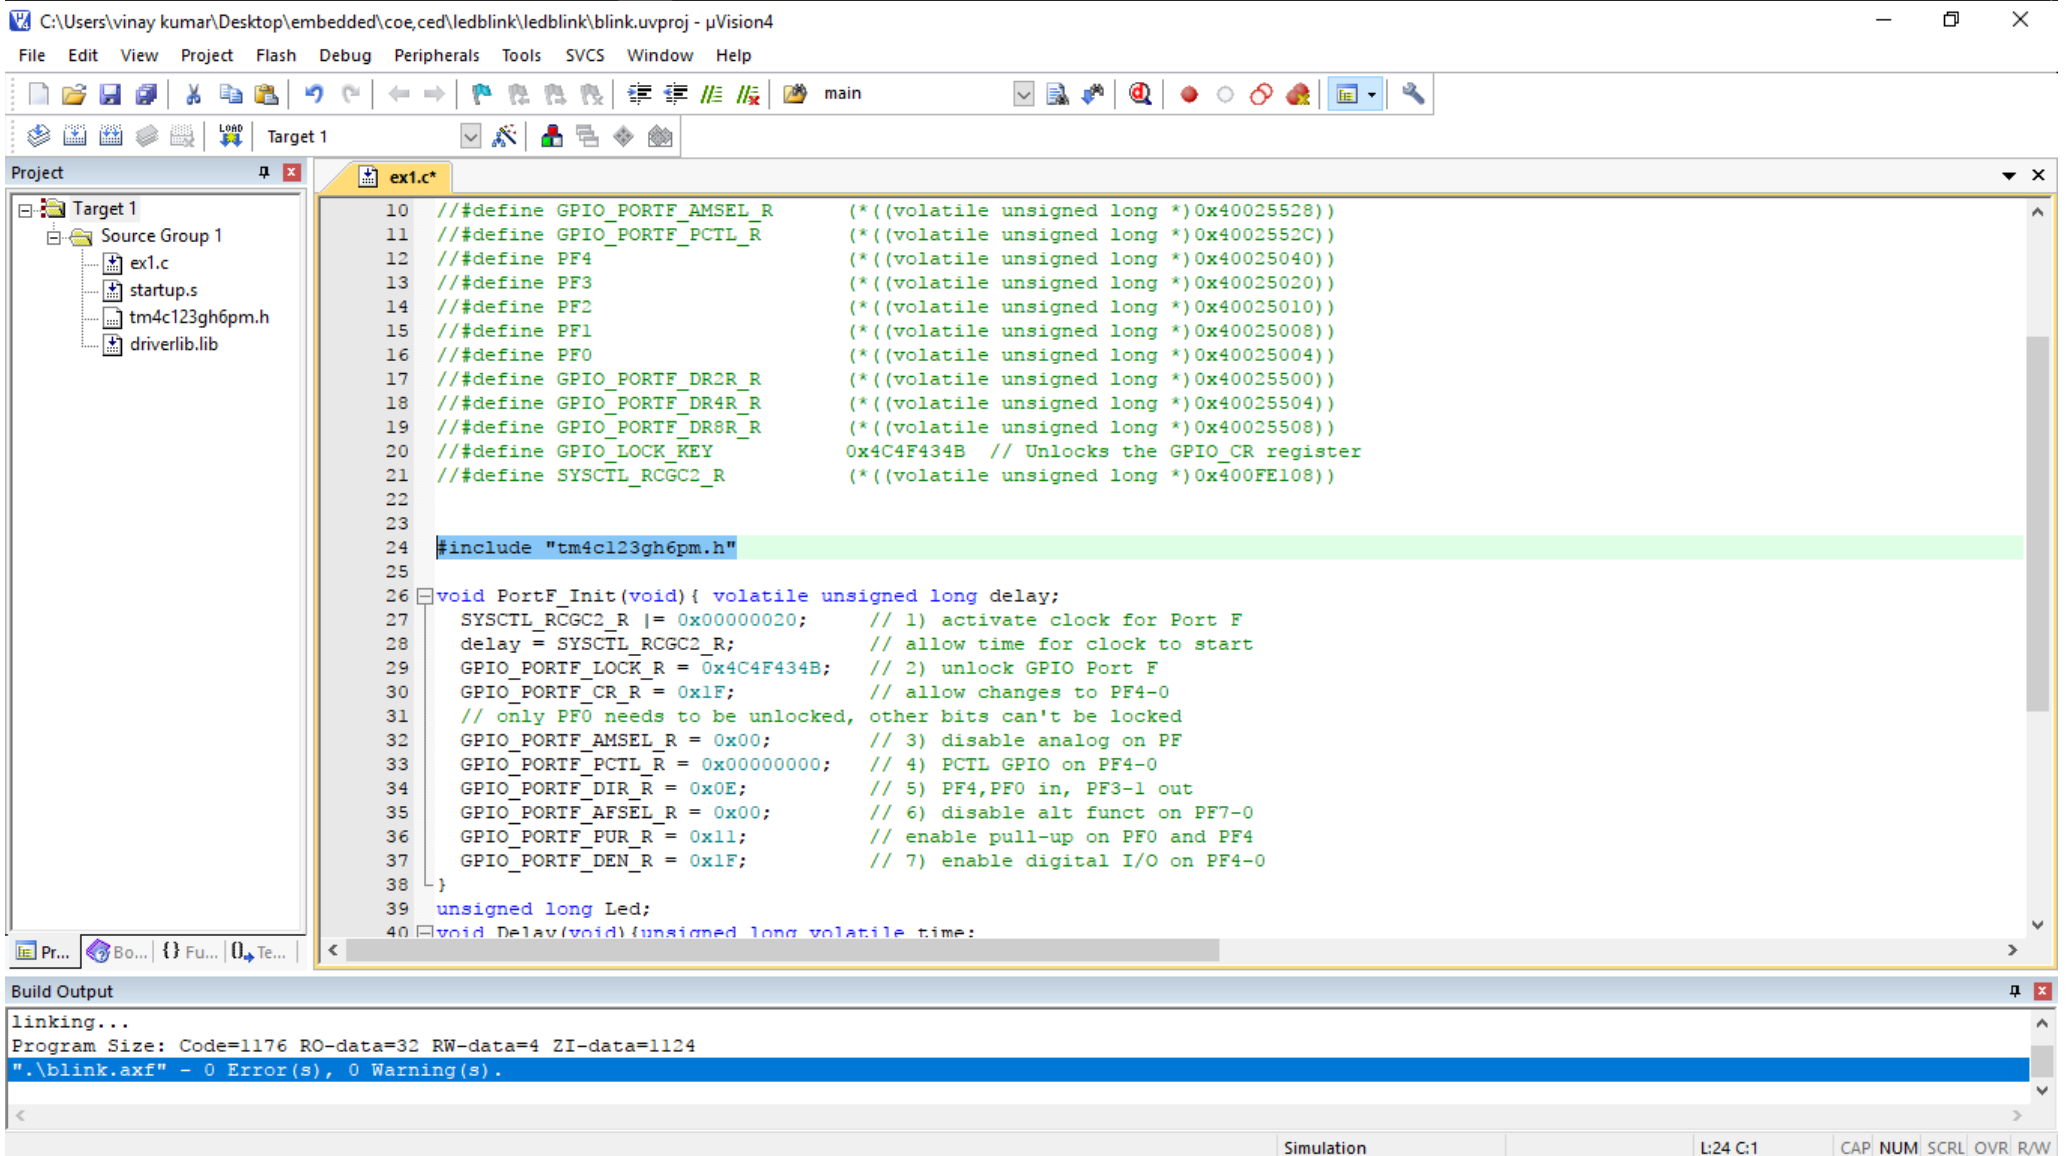 C:\Users\vinay kumar\Desktop\embedded\coe,ced\ledblink\ledblink\blink.uvproj - µVision4
File Edit View Project Flash Debug Peripherals Tools SVCS Window Help
main
LOAD Target 1
Project
ex1.c*
Target 1
Source Group 1
ex1.c
startup.s
tm4c123gh6pm.h
driverlib.lib
10 //#define GPIO_PORTF_AMSEL_R (*((volatile unsigned long *)0x40025528))
11 //#define GPIO_PORTF_PCTL_R (*((volatile unsigned long *)0x4002552C))
12 //#define PF4 (*((volatile unsigned long *)0x40025040))
13 //#define PF3 (*((volatile unsigned long *)0x40025020))
14 //#define PF2 (*((volatile unsigned long *)0x40025010))
15 //#define PF1 (*((volatile unsigned long *)0x40025008))
16 //#define PF0 (*((volatile unsigned long *)0x40025004))
17 //#define GPIO_PORTF_DR2R_R (*((volatile unsigned long *)0x40025500))
18 //#define GPIO_PORTF_DR4R_R (*((volatile unsigned long *)0x40025504))
19 //#define GPIO_PORTF_DR8R_R (*((volatile unsigned long *)0x40025508))
20 //#define GPIO_LOCK_KEY 0x4C4F434B // Unlocks the GPIO_CR register
21 //#define SYSCTL_RCGC2_R (*((volatile unsigned long *)0x400FE108))
22
23
24 #include "tm4c123gh6pm.h"
25
26 void PortF_Init(void){ volatile unsigned long delay;
27 SYSCTL_RCGC2_R |= 0x00000020; // 1) activate clock for Port F
28 delay = SYSCTL_RCGC2_R; // allow time for clock to start
29 GPIO_PORTF_LOCK_R = 0x4C4F434B; // 2) unlock GPIO Port F
30 GPIO_PORTF_CR_R = 0x1F; // allow changes to PF4-0
31 // only PF0 needs to be unlocked, other bits can't be locked
32 GPIO_PORTF_AMSEL_R = 0x00; // 3) disable analog on PF
33 GPIO_PORTF_PCTL_R = 0x00000000; // 4) PCTL GPIO on PF4-0
34 GPIO_PORTF_DIR_R = 0x0E; // 5) PF4,PF0 in, PF3-1 out
35 GPIO_PORTF_AFSEL_R = 0x00; // 6) disable alt funct on PF7-0
36 GPIO_PORTF_PUR_R = 0x11; // enable pull-up on PF0 and PF4
37 GPIO_PORTF_DEN_R = 0x1F; // 7) enable digital I/O on PF4-0
38 }
39 unsigned long Led;
40 void Delay(void){unsigned long volatile time;
Pr... Bo... {} Fu... 0. Te...
Build Output
linking...
Program Size: Code=1176 RO-data=32 RW-data=4 ZI-data=1124
".\blink.axf" - 0 Error(s), 0 Warning(s).
Simulation L:24 C:1 CAP NUM SCRL OVR R/W